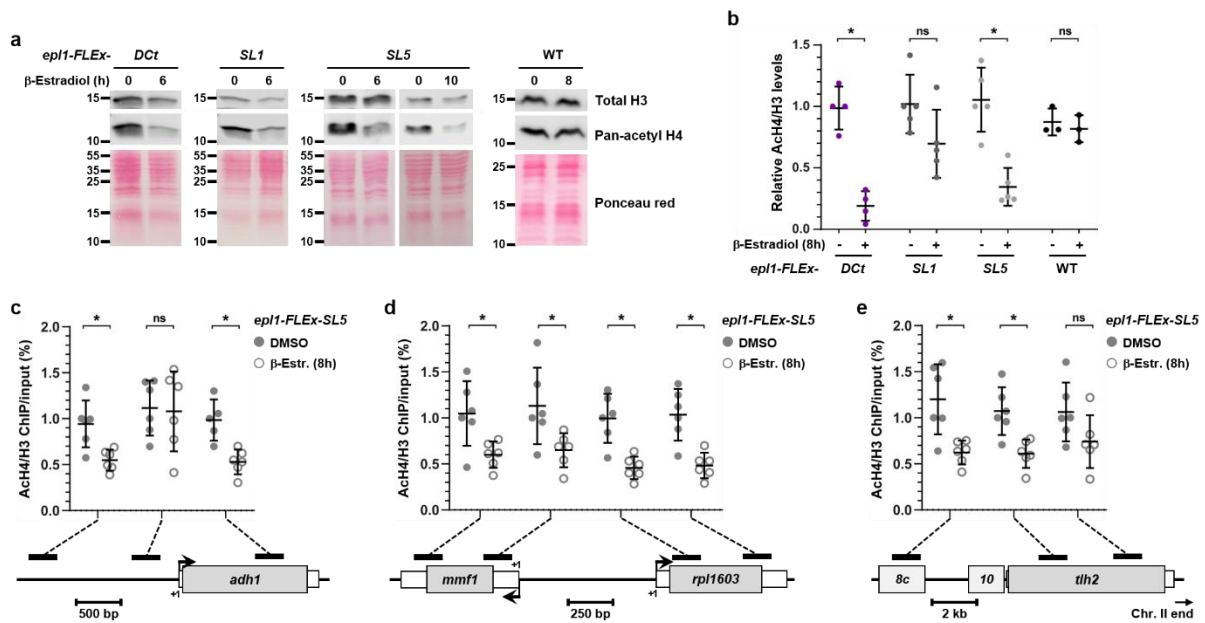 a
epl1-FLEx- DCt SL1 SL5 WT
β-Estradiol (h) 0 6 0 6 0 6 0 10 0 8
15 15 15 15 Total H3
10 10 10 10 Pan-acetyl H4
55 55 55
35 35 35
25 25 25 25
15 15 15 15 Ponceau red
10 10 10 10
b
* ns * ns
Relative AcH4/H3 levels
1.5
1.0
0.5
0.0
β-Estradiol (8h) - + - + - + - +
epl1-FLEx- DCt SL1 SL5 WT
c
* ns *
epl1-FLEx-SL5
DMSO
β-Estr. (8h)
AcH4/H3 ChIP/input (%)
2.0
1.5
1.0
0.5
0.0
+1 adh1
500 bp
d
* * * *
epl1-FLEx-SL5
DMSO
β-Estr. (8h)
AcH4/H3 ChIP/input (%)
2.0
1.5
1.0
0.5
0.0
mmf1 +1 +1 rpl1603
250 bp
e
* * ns
epl1-FLEx-SL5
DMSO
β-Estr. (8h)
AcH4/H3 ChIP/input (%)
2.0
1.5
1.0
0.5
0.0
8c 10 tlh2
2 kb
Chr. II end